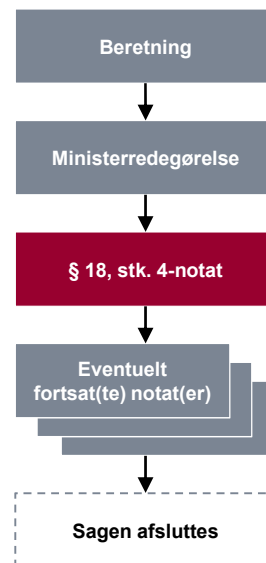 Beretning
Ministerredegørelse
§ 18, stk. 4-notat
Eventuelt
fortsat(te) notat(er)
Sagen afsluttes